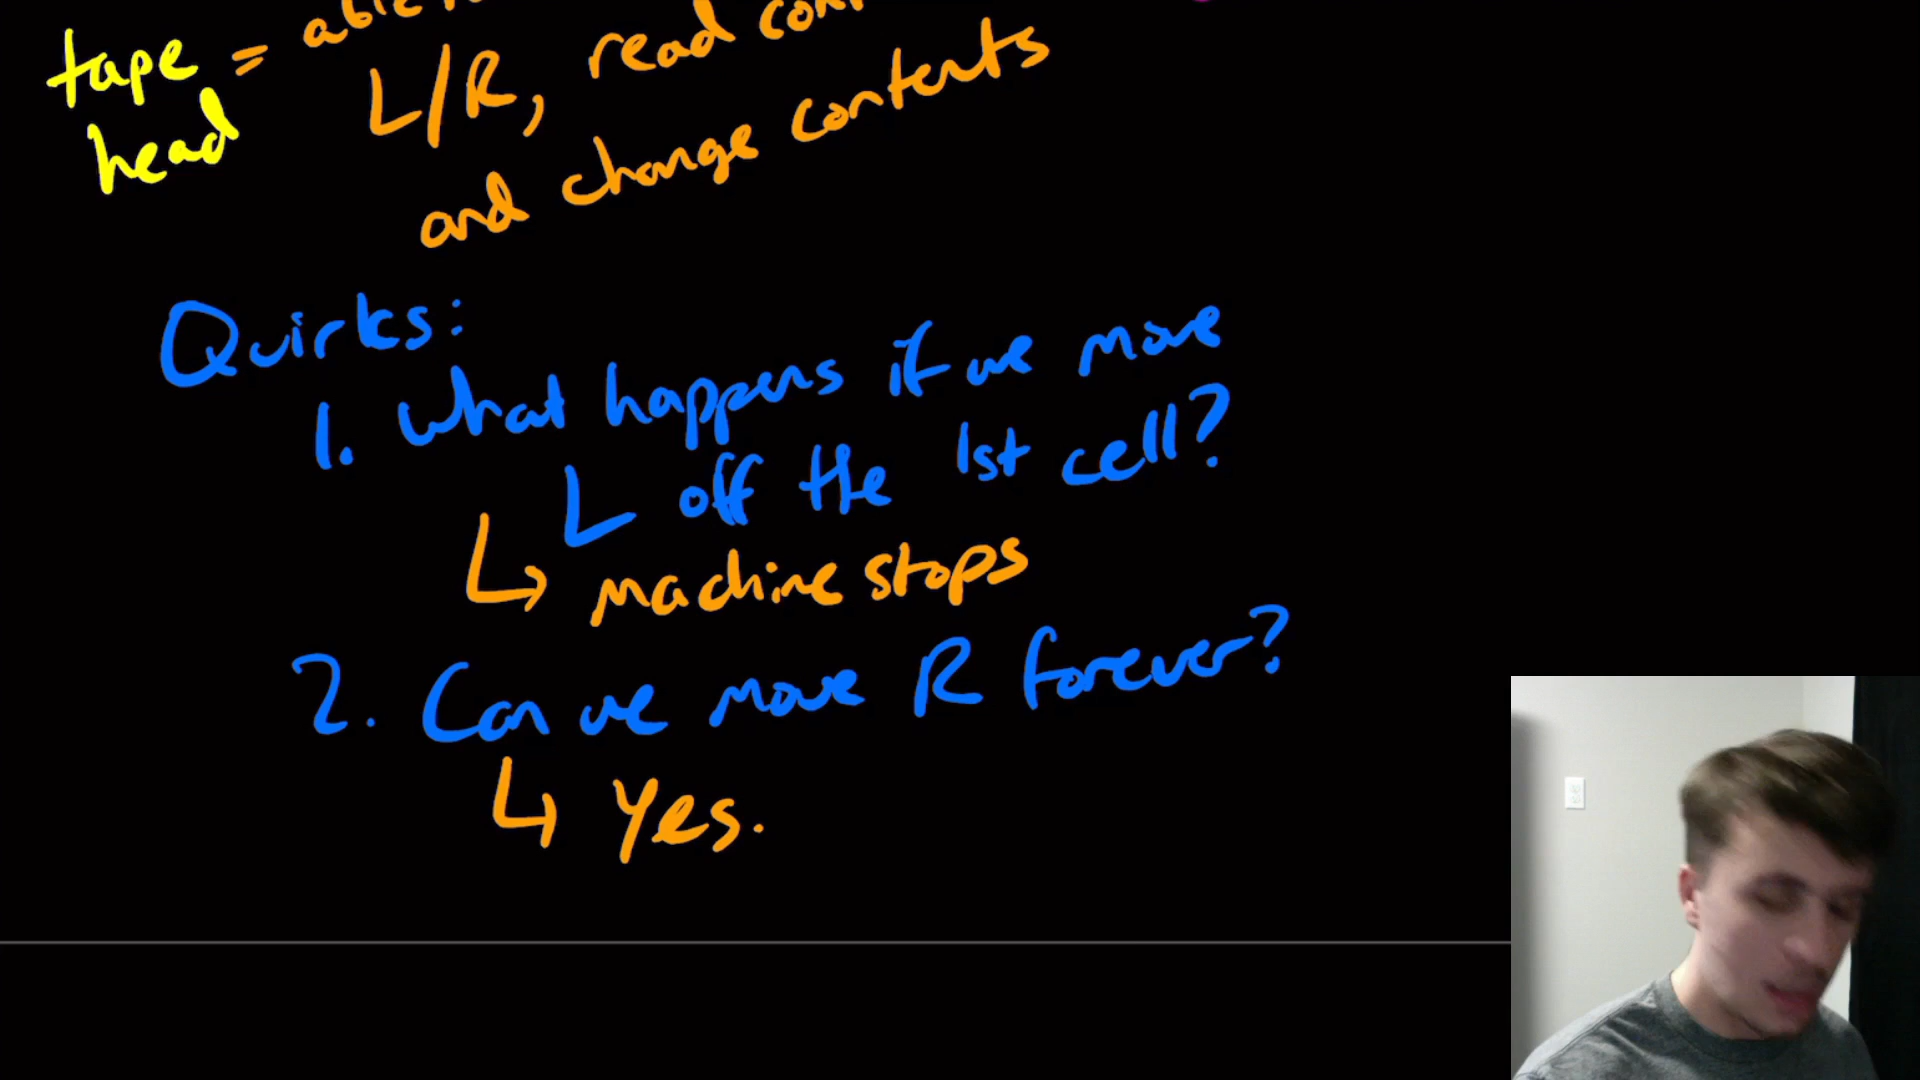 tape =
head
L/R, read
and change contents
Quirks:
1. What happens if we move
L off the 1st cell?
↳ machine stops
2. Can we move R forever?
↳ Yes.